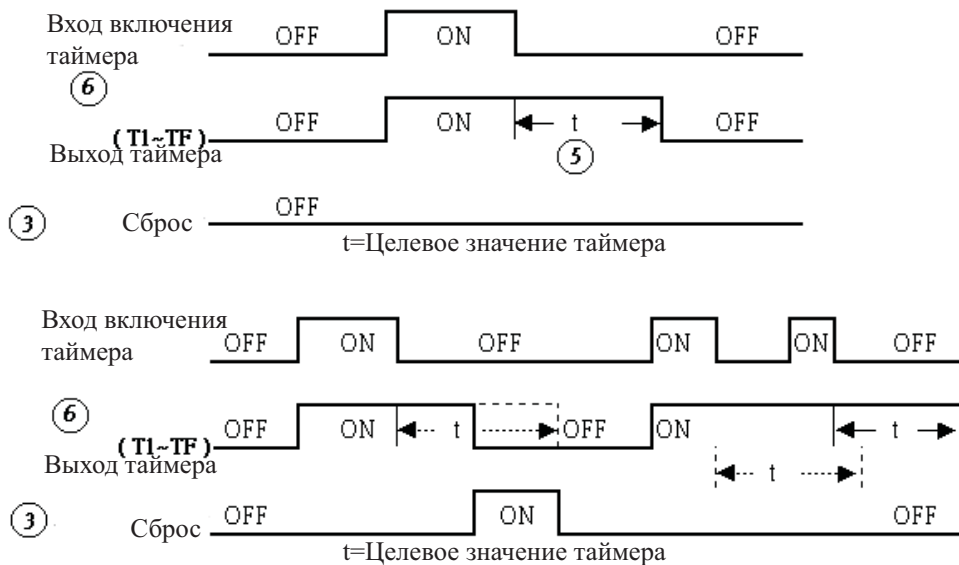 Вход включения
таймера
OFF ON OFF
6
(T1~TF)
Выход таймера
OFF ON t OFF
5
3 Сброс OFF
t=Целевое значение таймера
Вход включения
таймера
OFF ON OFF ON ON OFF
6
(T1~TF)
Выход таймера
OFF ON t OFF ON t
t
3 Сброс OFF ON OFF
t=Целевое значение таймера